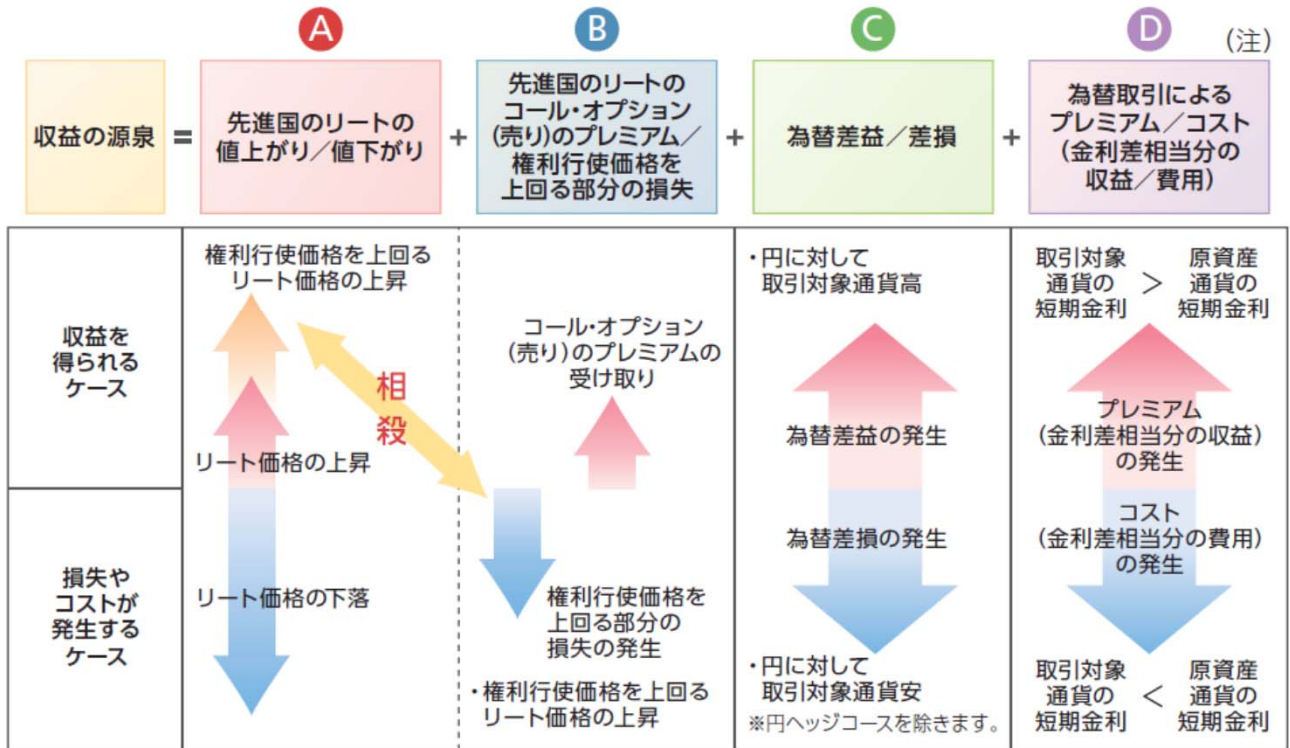 A
B
C
D
(注)
収益の源泉
=
先進国のリートの
値上がり／値下がり
+
先進国のリートの
コール・オプション
(売り)のプレミアム／
権利行使価格を
上回る部分の損失
+
為替差益／差損
+
為替取引による
プレミアム／コスト
(金利差相当分の
収益／費用)
収益を
得られる
ケース
権利行使価格を上回る
リート価格の上昇
相
殺
リート価格の上昇
コール・オプション
(売り)のプレミアムの
受け取り
・円に対して
取引対象通貨高
為替差益の発生
取引対象
通貨の
短期金利
＞
原資産
通貨の
短期金利
プレミアム
(金利差相当分の収益)
の発生
損失や
コストが
発生する
ケース
リート価格の下落
権利行使価格を
上回る部分の
損失の発生
・権利行使価格を上回る
リート価格の上昇
為替差損の発生
・円に対して
取引対象通貨安
※円ヘッジコースを除きます。
コスト
(金利差相当分の費用)
の発生
取引対象
通貨の
短期金利
＜
原資産
通貨の
短期金利